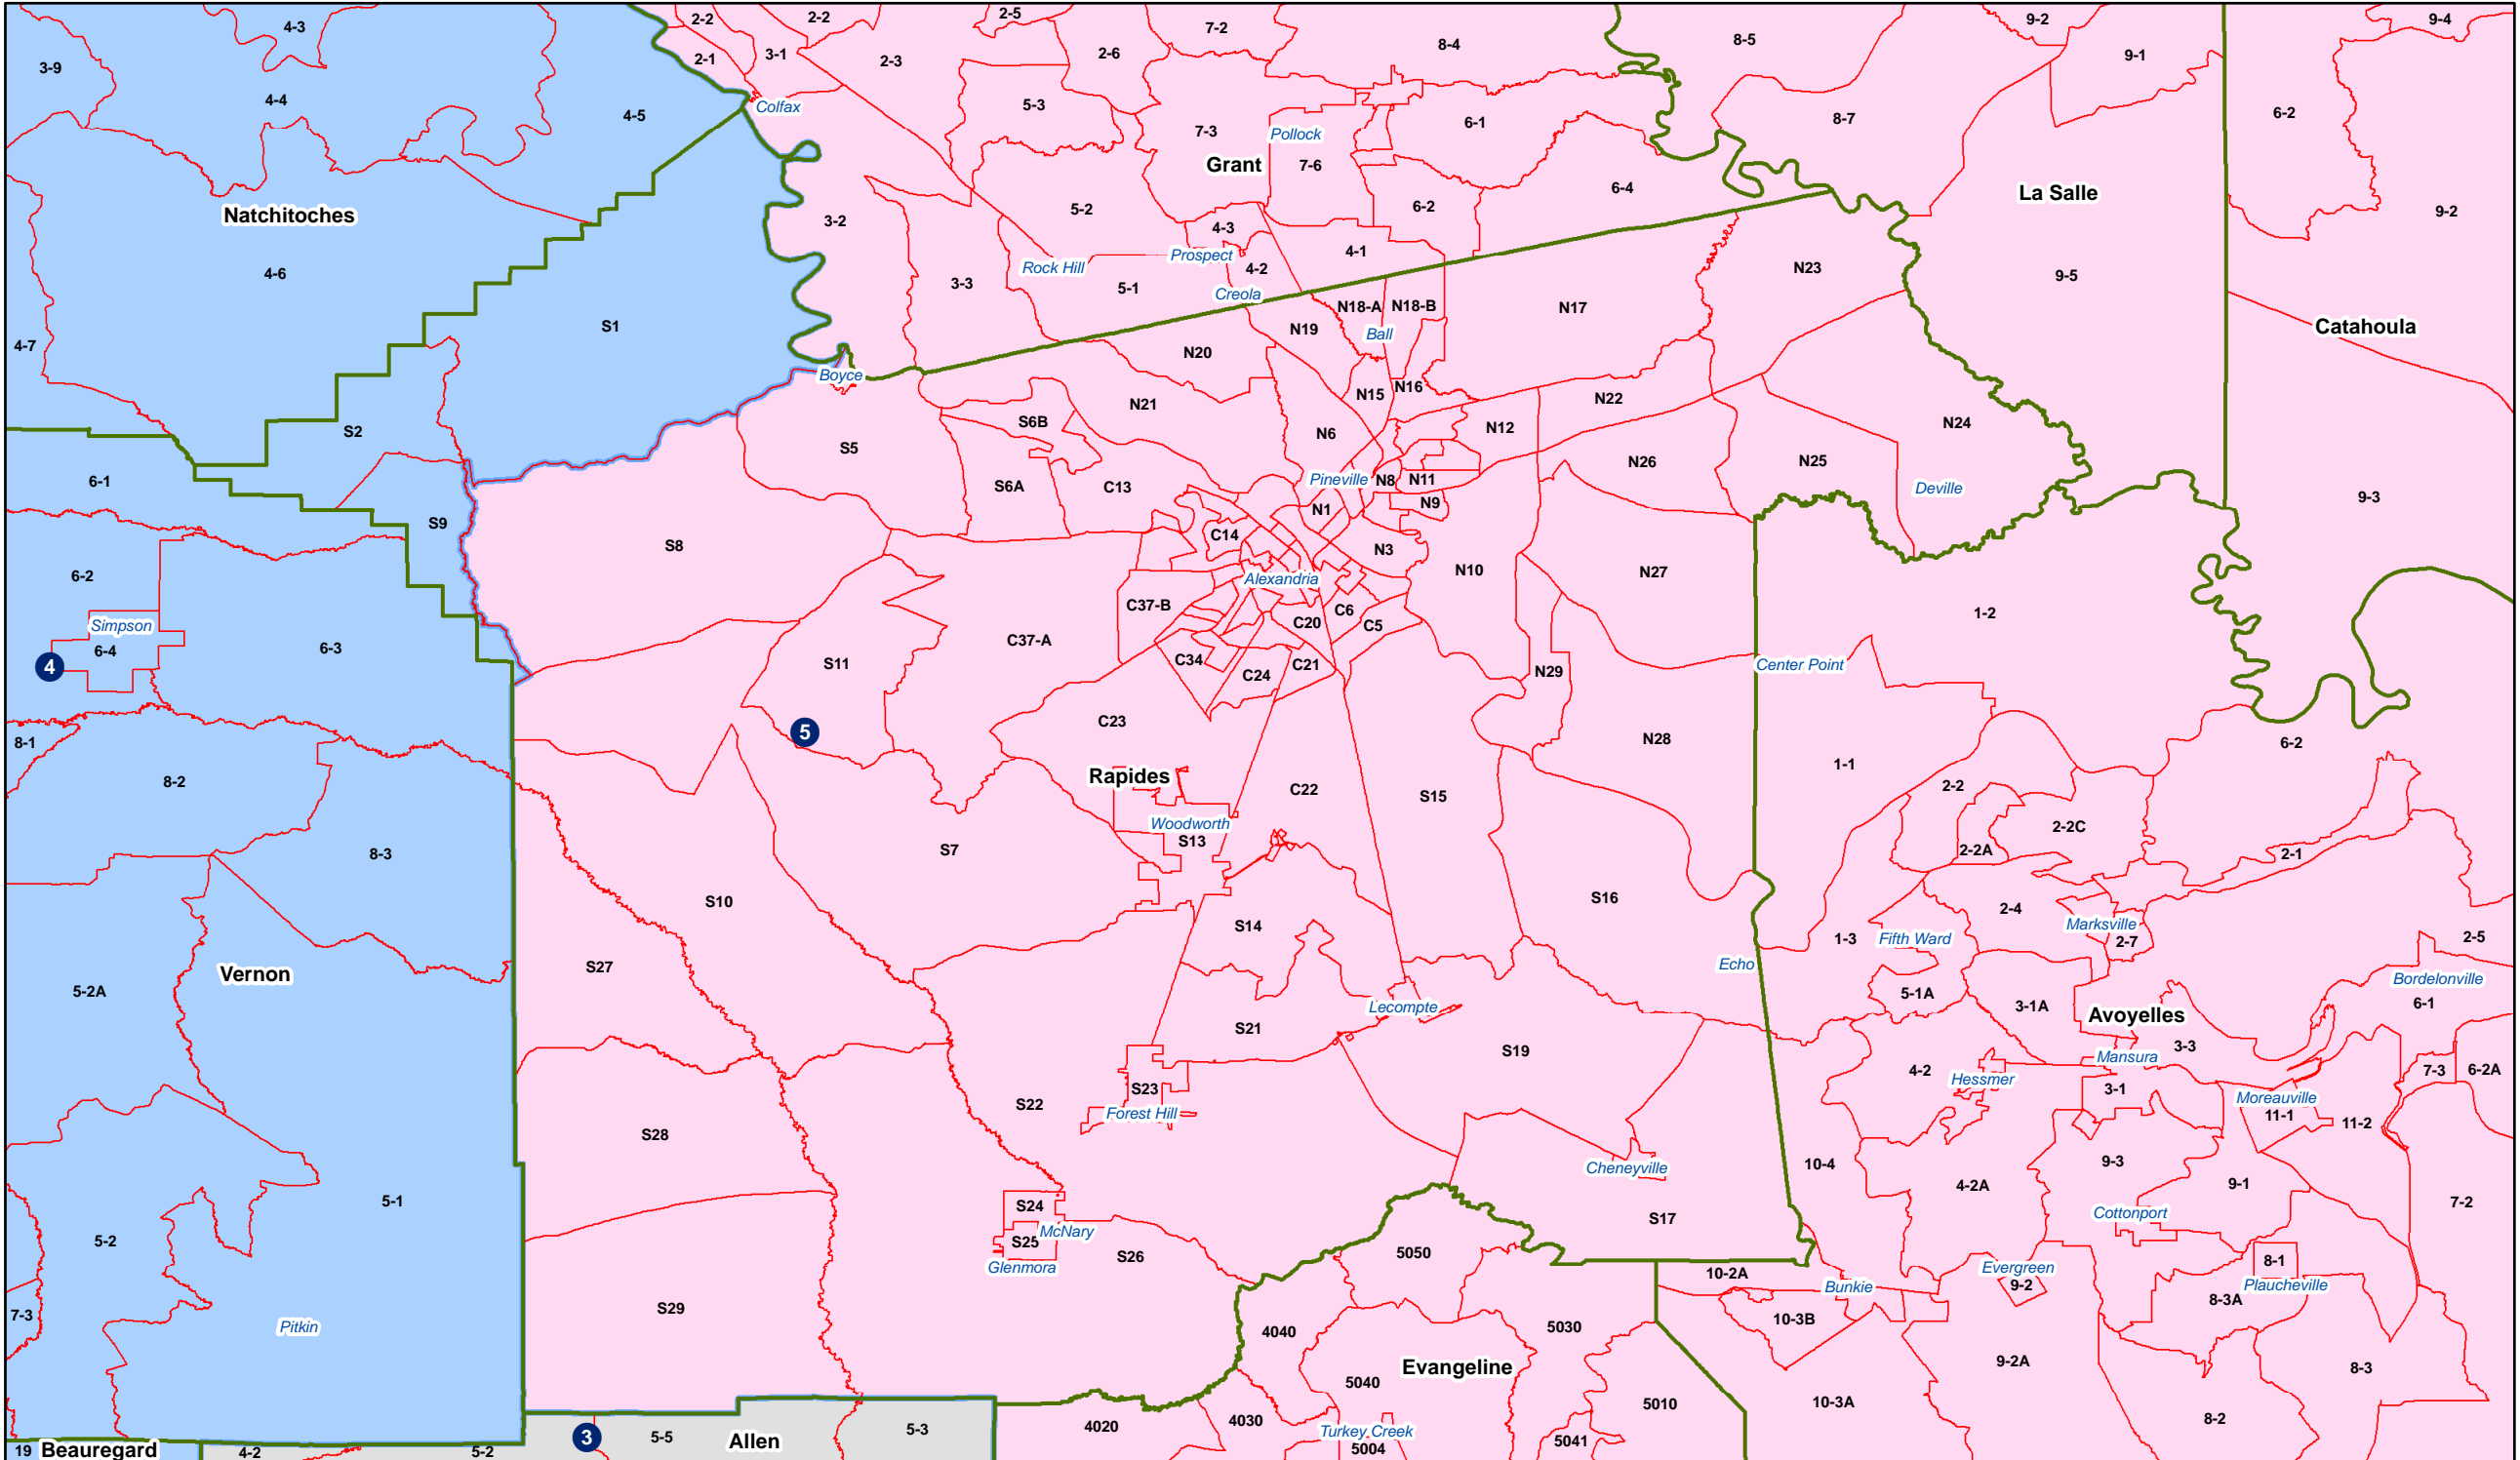 4-3
2-2
2-2
2-5
7-2
9-2
9-4
3-9
2-1
3-1
2-3
2-6
8-4
8-5
9-1
4-4
4-5
Colfax
5-3
7-3
Pollock
6-1
8-7
6-2
Grant
7-6
6-4
La Salle
Natchitoches
3-2
5-2
4-3
6-2
9-2
4-6
Rock Hill
Prospect
4-2
4-1
N23
9-5
3-3
5-1
Creola
N18-A
N18-B
N17
4-7
S1
N19
Ball
Catahoula
Boyce
N20
N15
N16
N22
S2
S6B
N21
N6
N12
N24
S5
6-1
S6A
C13
Pineville
N8
N11
N26
N25
Deville
S9
N1
N9
9-3
S8
C14
N3
6-2
Alexandria
N10
N27
Simpson
C37-B
C6
C20
C5
1-2
6-4
6-3
C37-A
4
S11
C34
C24
C21
N29
Center Point
8-1
5
C23
N28
6-2
8-2
Rapides
C22
S15
1-1
2-2
Woodworth
S13
2-2C
8-3
S7
2-2A
2-1
S10
S16
2-4
S14
Marksville
1-3
Fifth Ward
2-7
2-5
S27
Echo
Vernon
5-2A
5-1A
3-1A
Bordelonville
6-1
Lecompte
Avoyelles
S21
3-3
S19
Mansura
4-2
Hessmer
7-3
6-2A
S23
3-1
Moreauville
S22
Forest Hill
11-1
11-2
S28
Cheneyville
10-4
9-3
5-1
4-2A
9-1
S24
7-2
5-2
McNary
S25
Cottonport
S17
S26
5050
Glenmora
8-1
Evergreen
10-2A
Bunkie
9-2
Plaucheville
S29
8-3A
7-3
Pitkin
4040
5030
10-3B
Evangeline
9-2A
8-3
5040
5010
10-3A
4020
4030
Turkey Creek
8-2
5-3
3
5-5
Allen
5041
19
Beauregard
4-2
5-2
5004